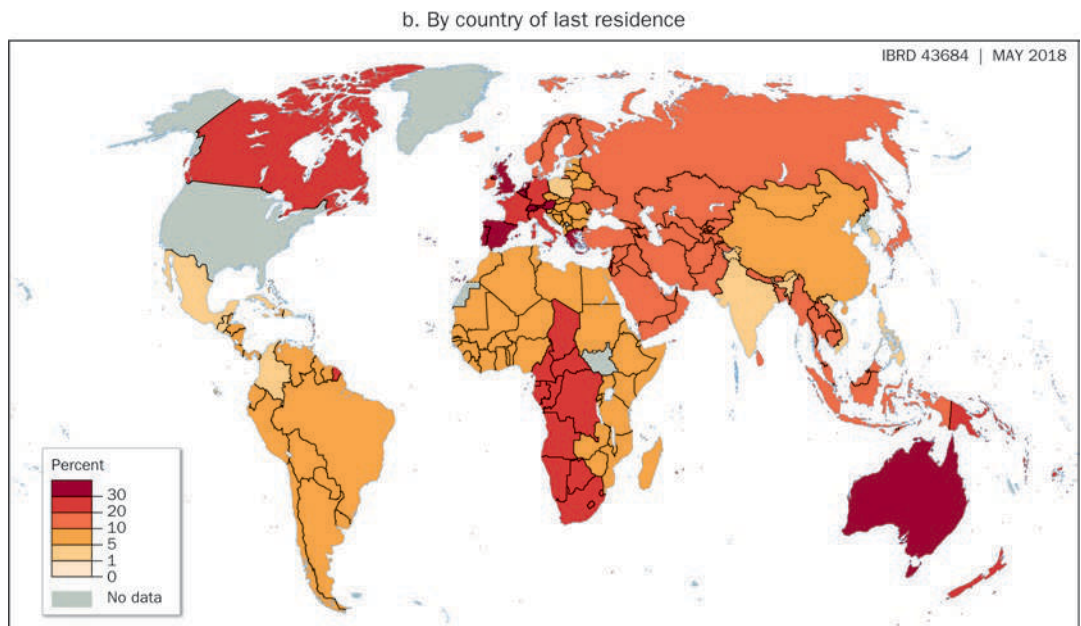 b. By country of last residence
IBRD 43684 | MAY 2018
Percent
30
20
10
5
1
0
No data